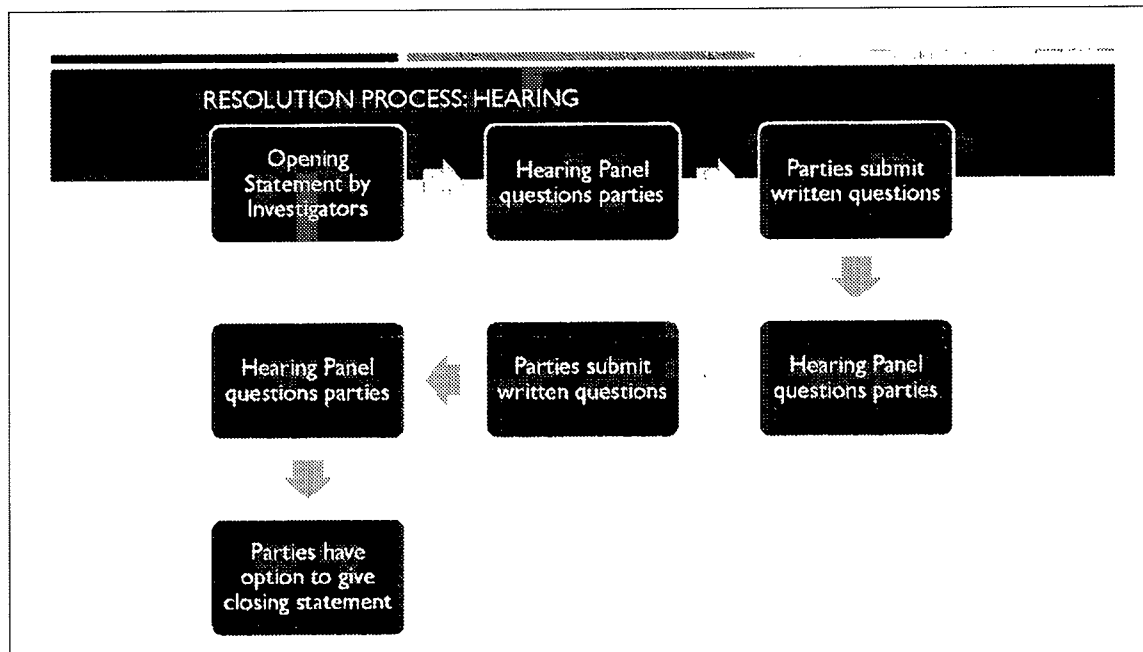 RESOLUTION PROCESS: HEARING
Opening
Statement by
Investigators
Hearing Panel
questions parties
Parties submit
written questions
Hearing Panel
questions parties
Parties submit
written questions
Hearing Panel
questions parties
Parties have
option to give
closing statement